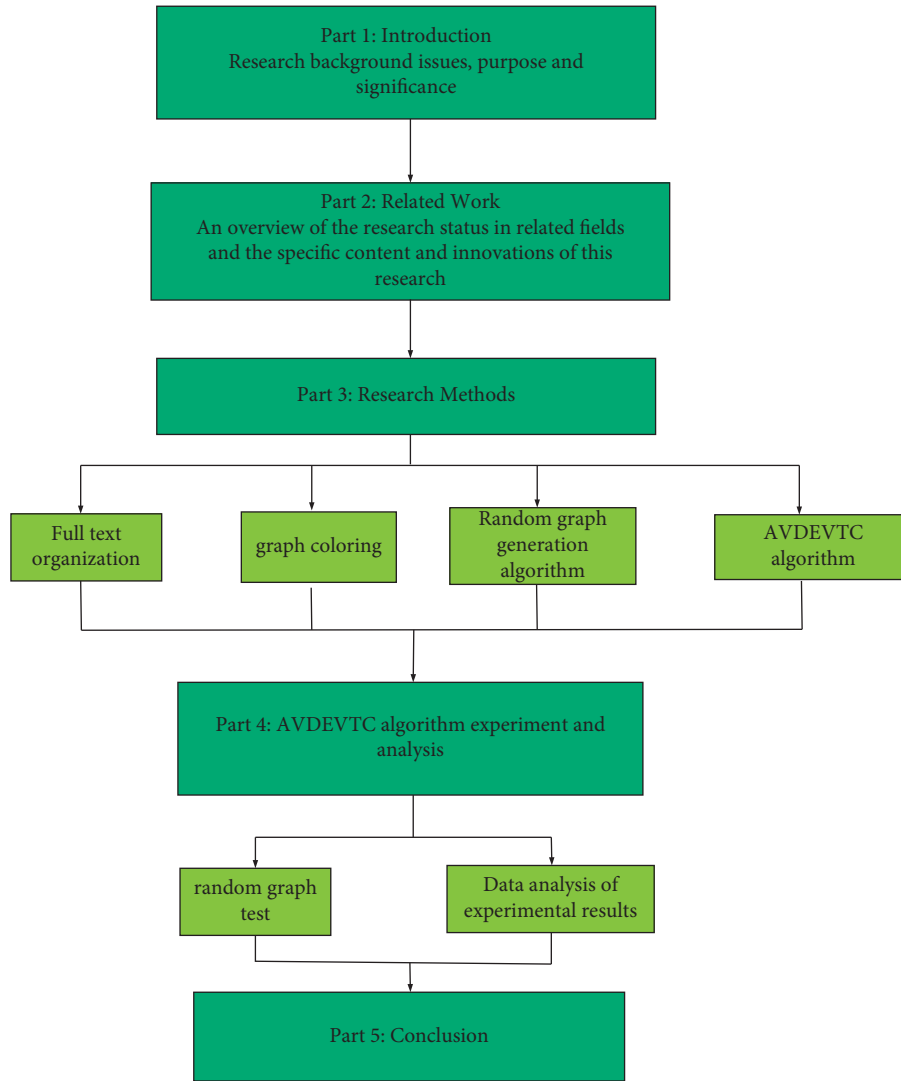 Part 1: Introduction
Research background issues, purpose and
significance
Part 2: Related Work
An overview of the research status in related fields
and the specific content and innovations of this
research
Part 3: Research Methods
Full text
organization
graph coloring
Random graph
generation
algorithm
AVDEVTC
algorithm
Part 4: AVDEVTC algorithm experiment and
analysis
random graph
test
Data analysis of
experimental results
Part 5: Conclusion